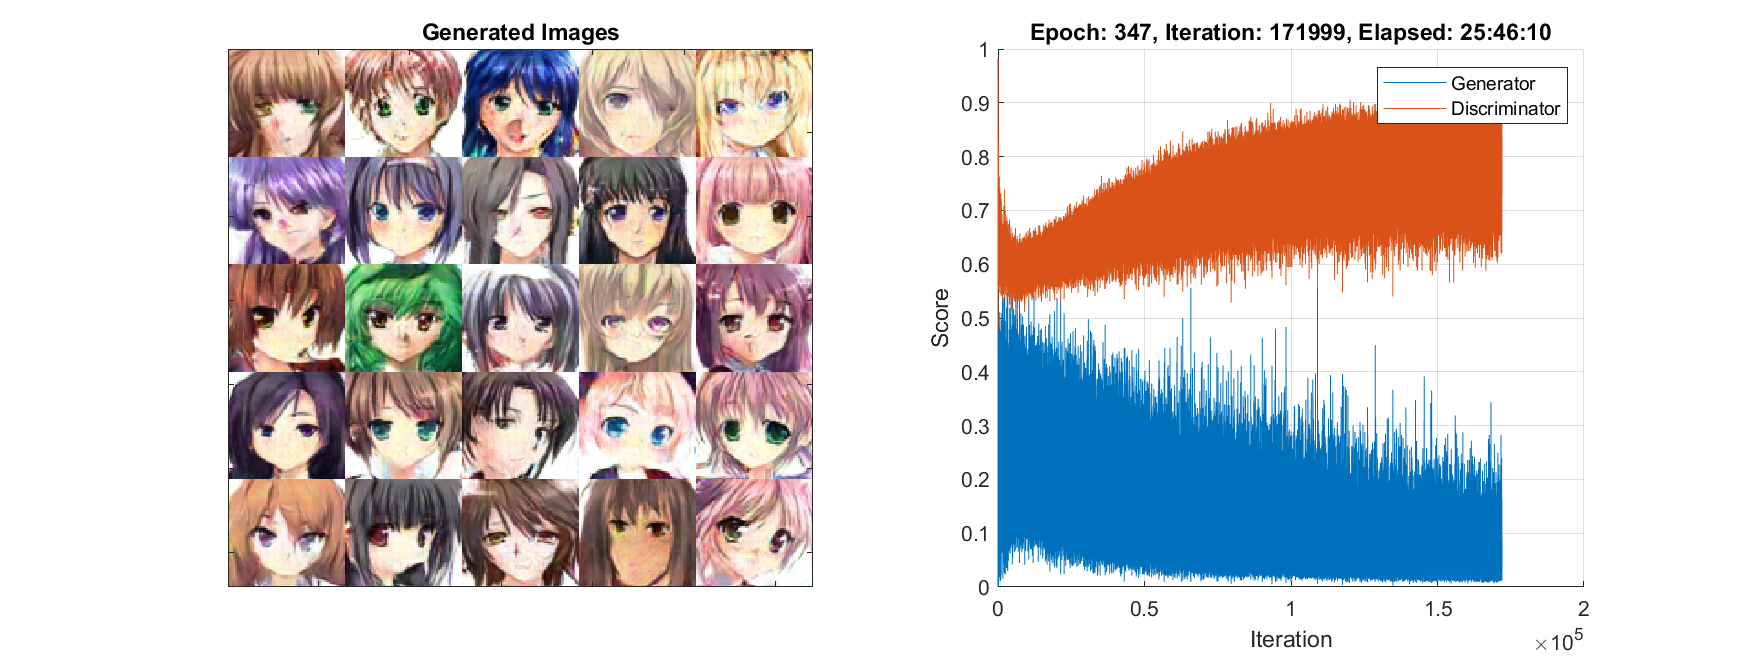 Generated Images
Epoch: 347, Iteration: 171999, Elapsed: 25:46:10
Generator
Discriminator
Score
1
0.9
0.8
0.7
0.6
0.5
0.4
0.3
0.2
0.1
0
0
0.5
1
1.5
2
×10^5
Iteration